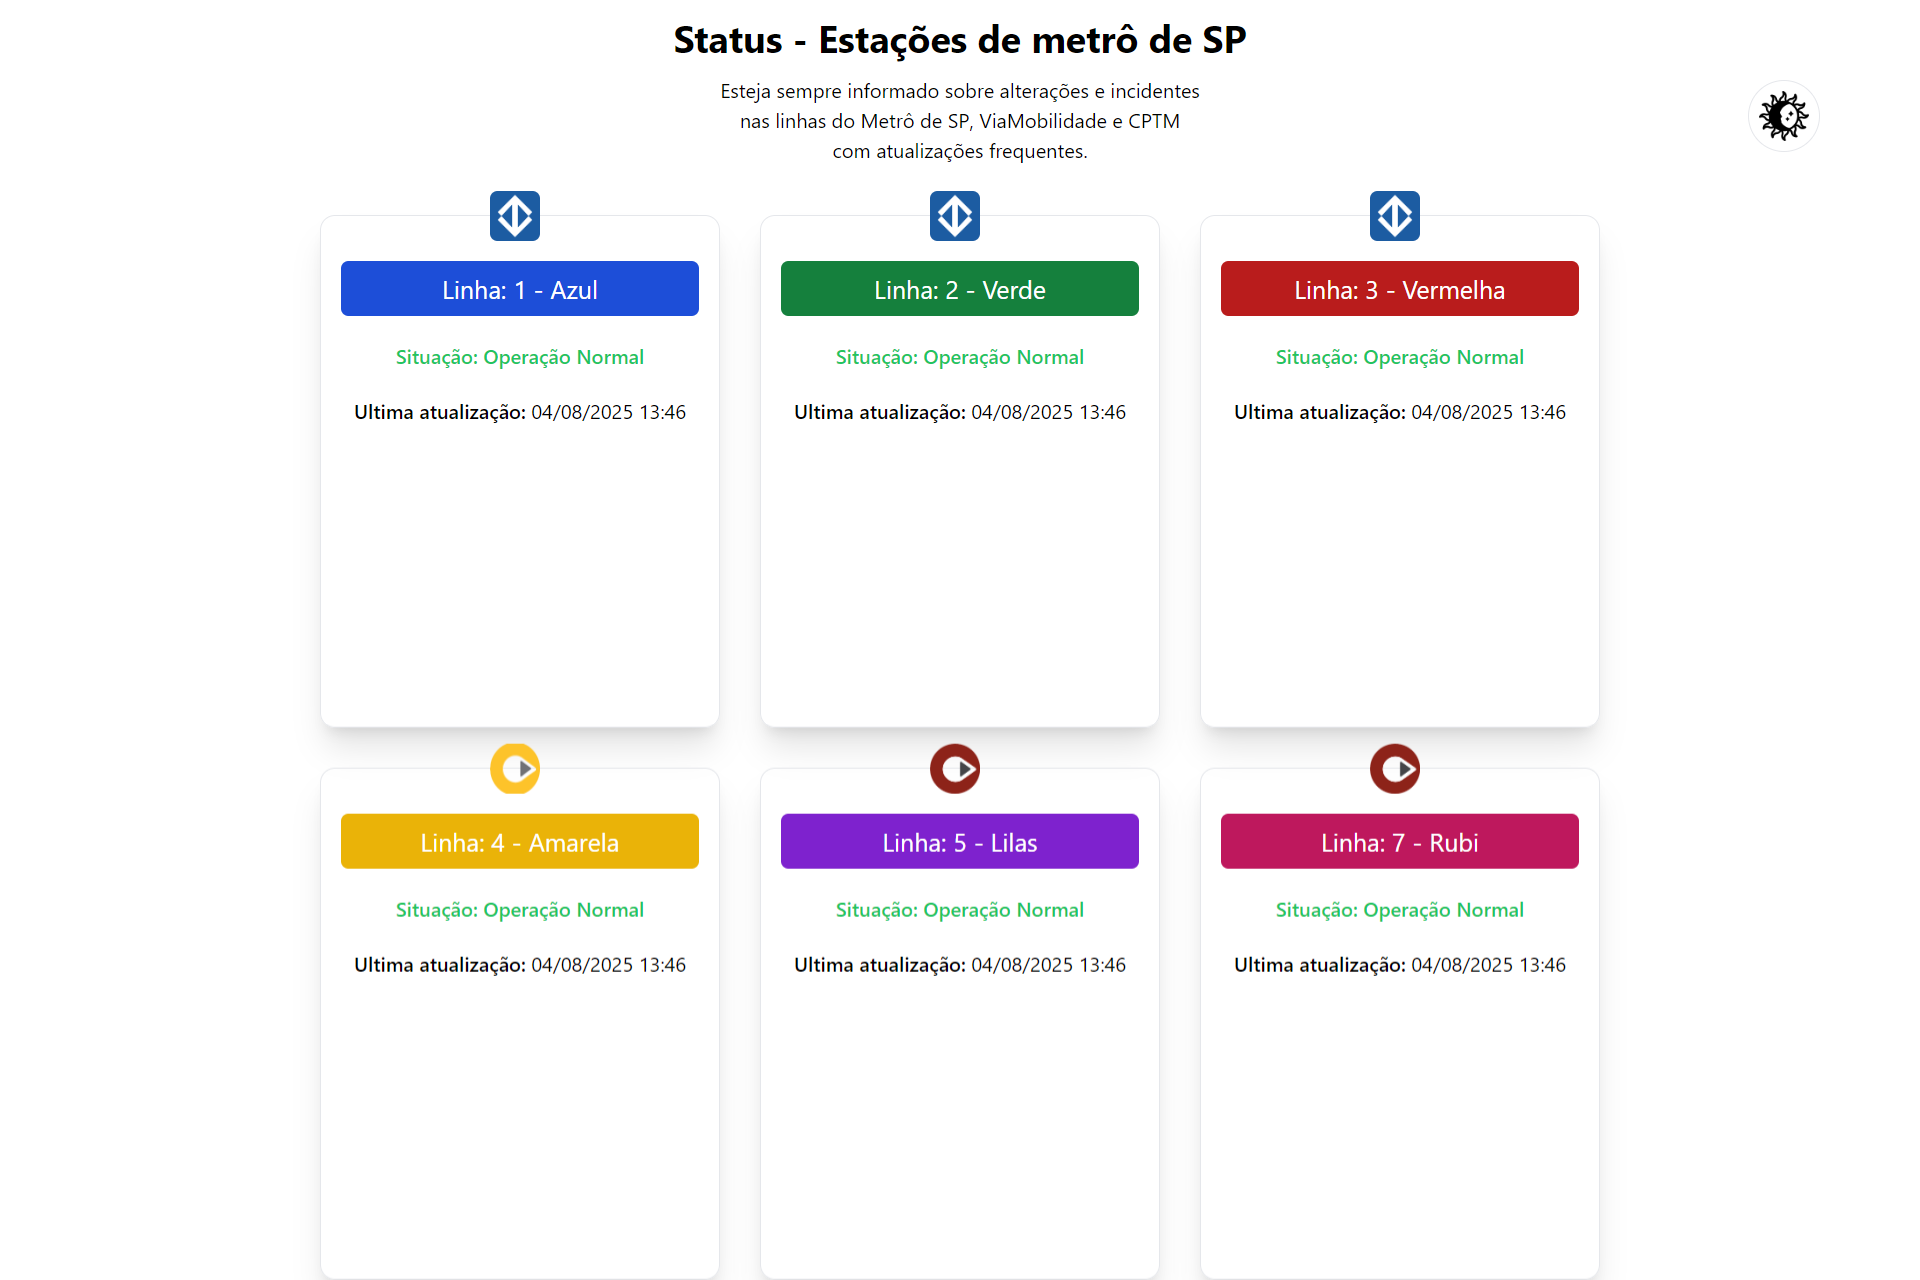 Status - Estações de metrô de SP
Esteja sempre informado sobre alterações e incidentes
nas linhas do Metrô de SP, ViaMobilidade e CPTM
com atualizações frequentes.
Linha: 1 - Azul
Situação: Operação Normal
Ultima atualização: 04/08/2025 13:46
Linha: 2 - Verde
Situação: Operação Normal
Ultima atualização: 04/08/2025 13:46
Linha: 3 - Vermelha
Situação: Operação Normal
Ultima atualização: 04/08/2025 13:46
Linha: 4 - Amarela
Situação: Operação Normal
Ultima atualização: 04/08/2025 13:46
Linha: 5 - Lilas
Situação: Operação Normal
Ultima atualização: 04/08/2025 13:46
Linha: 7 - Rubi
Situação: Operação Normal
Ultima atualização: 04/08/2025 13:46